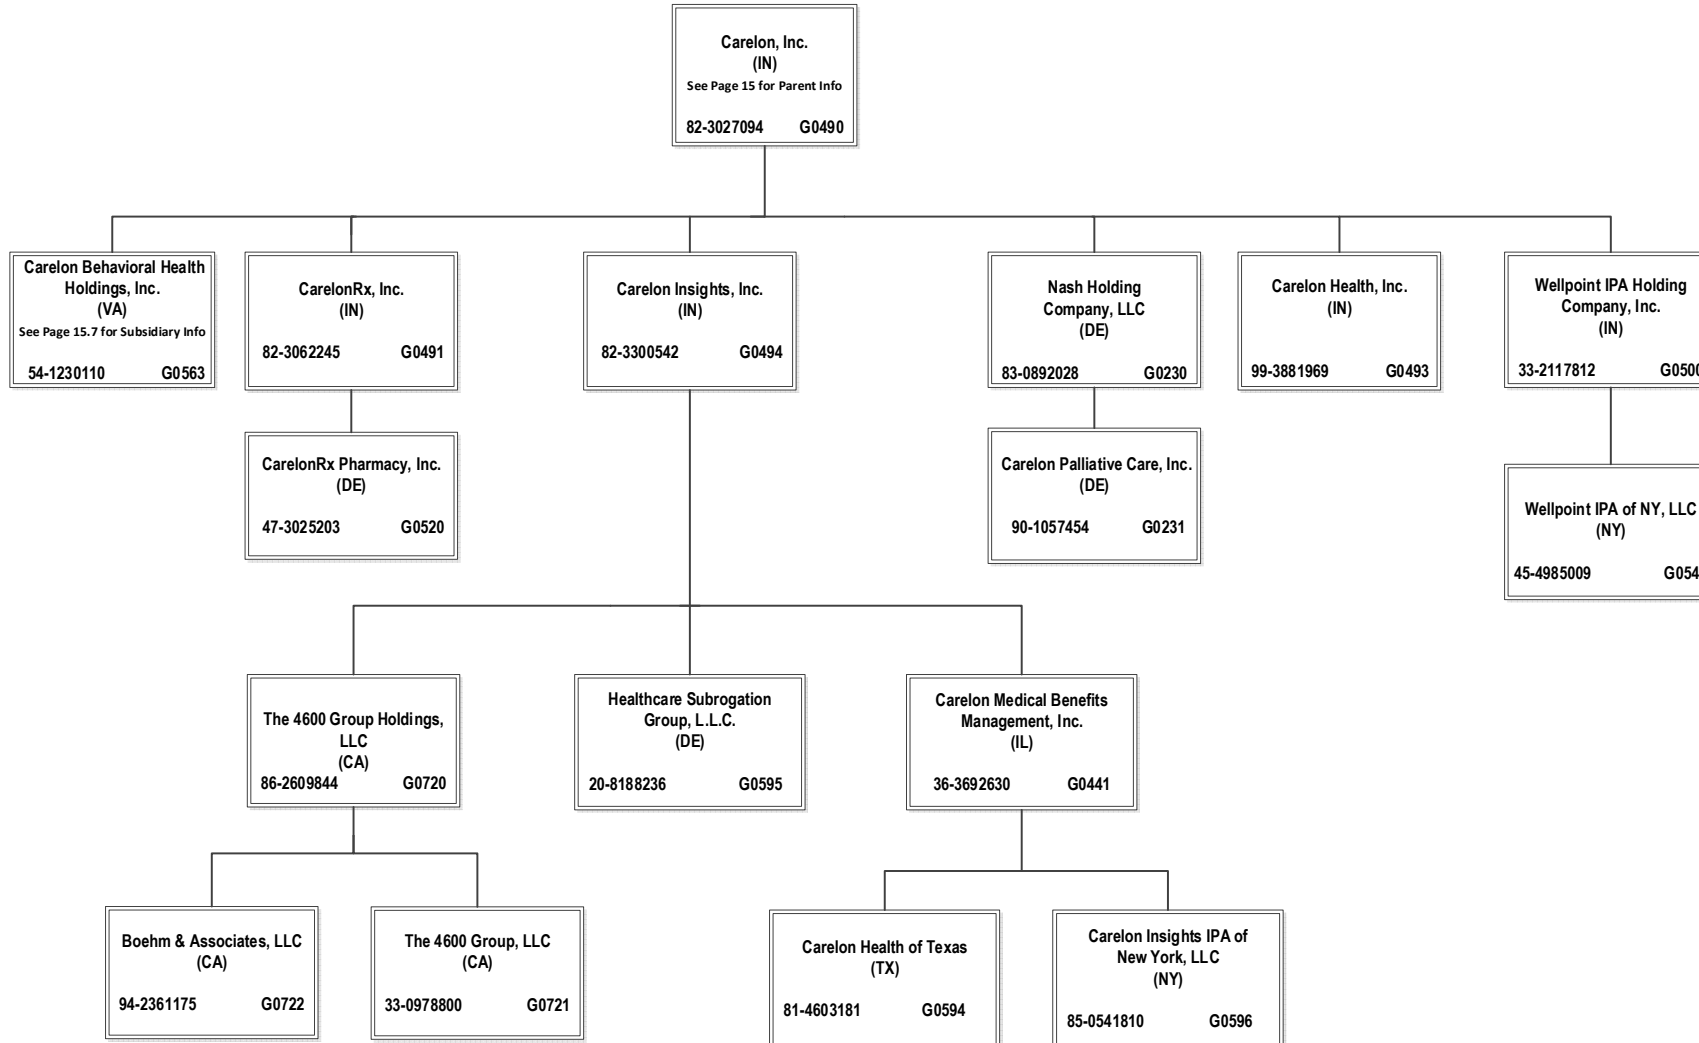 Carelon, Inc.
(IN)
See Page 15 for Parent Info
82-3027094 G0490
Carelon Behavioral Health
Holdings, Inc.
(VA)
See Page 15.7 for Subsidiary Info
54-1230110 G0563
CarelonRx, Inc.
(IN)
82-3062245 G0491
Carelon Insights, Inc.
(IN)
82-3300542 G0494
Nash Holding
Company, LLC
(DE)
83-0892028 G0230
Carelon Health, Inc.
(IN)
99-3881969 G0493
Wellpoint IPA Holding
Company, Inc.
(IN)
33-2117812 G0500
CarelonRx Pharmacy, Inc.
(DE)
47-3025203 G0520
Carelon Palliative Care, Inc.
(DE)
90-1057454 G0231
Wellpoint IPA of NY, LLC
(NY)
45-4985009 G054
The 4600 Group Holdings,
LLC
(CA)
86-2609844 G0720
Healthcare Subrogation
Group, L.L.C.
(DE)
20-8188236 G0595
Carelon Medical Benefits
Management, Inc.
(IL)
36-3692630 G0441
Boehm & Associates, LLC
(CA)
94-2361175 G0722
The 4600 Group, LLC
(CA)
33-0978800 G0721
Carelon Health of Texas
(TX)
81-4603181 G0594
Carelon Insights IPA of
New York, LLC
(NY)
85-0541810 G0596